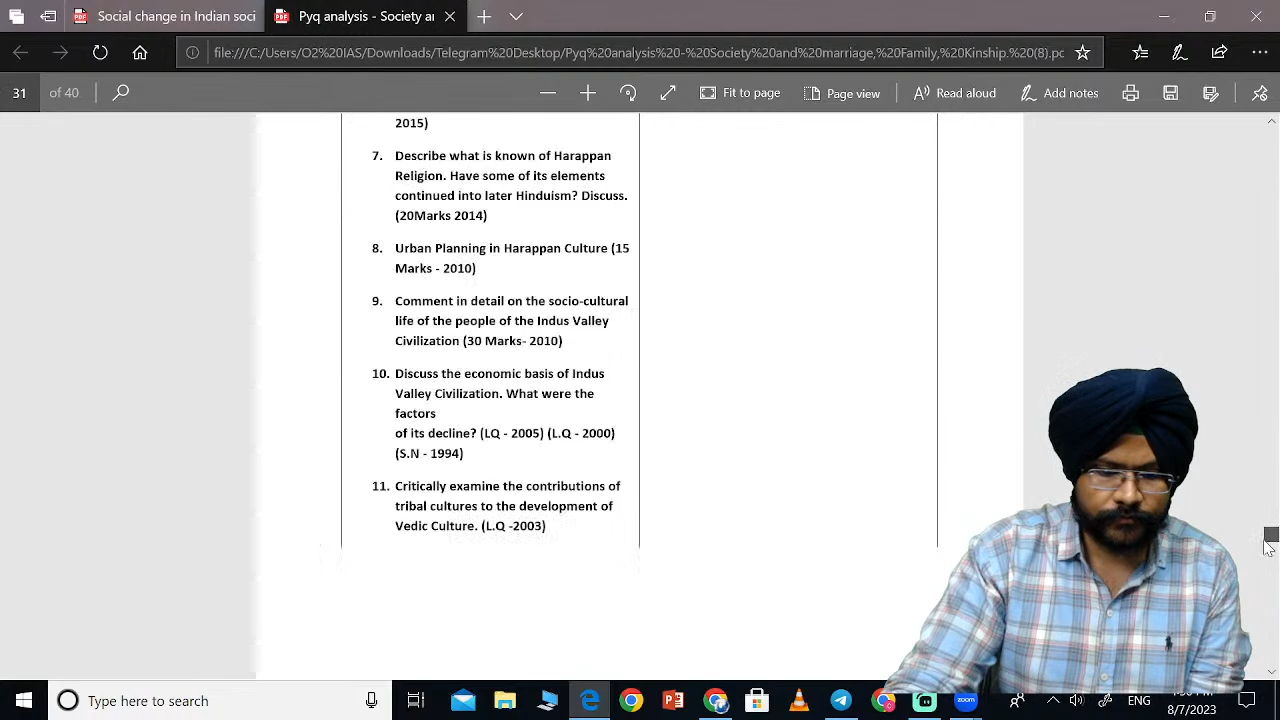 Social change in Indian soci
Pyq analysis - Society ar
file:///C:/Users/O2%20IAS/Downloads/Telegram%20Desktop/Pyq%20analysis%20-%20Society%20and%20marriage,%20Family,%20Kinship.%20(8).pc
31 of 40
Fit to page
Page view
Read aloud
Add notes
2015)
7. Describe what is known of Harappan
Religion. Have some of its elements
continued into later Hinduism? Discuss.
(20Marks 2014)
8. Urban Planning in Harappan Culture (15
Marks - 2010)
9. Comment in detail on the socio-cultural
life of the people of the Indus Valley
Civilization (30 Marks- 2010)
10. Discuss the economic basis of Indus
Valley Civilization. What were the
factors
of its decline? (LQ - 2005) (L.Q - 2000)
(S.N - 1994)
11. Critically examine the contributions of
tribal cultures to the development of
Vedic Culture. (L.Q -2003)
Type here to search
zoom
ENG
8/7/2023